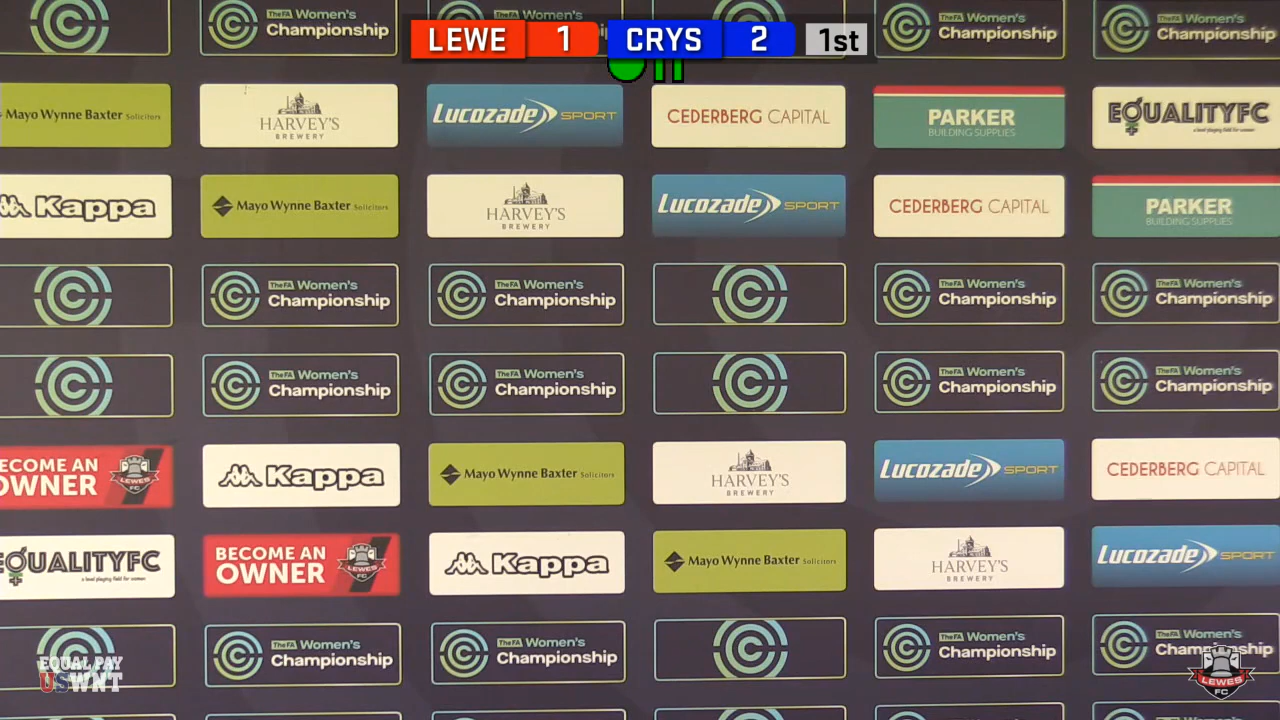 The FA Women's
Championship
The FA Women's
Championship
The FA Women's
Championship
The FA Women's
Championship
LEWE 1 CRYS 2 1st
Mayo Wynne Baxter Solicitors
HARVEY'S
BREWERY
LUCOZADE SPORT
CEDERBERG CAPITAL
PARKER
BUILDING SUPPLIES
EQUALITYFC
a level playing field for women
Kappa
Mayo Wynne Baxter Solicitors
HARVEY'S
BREWERY
LUCOZADE SPORT
CEDERBERG CAPITAL
PARKER
BUILDING SUPPLIES
The FA Women's
Championship
The FA Women's
Championship
The FA Women's
Championship
The FA Women's
Championship
The FA Women's
Championship
The FA Women's
Championship
The FA Women's
Championship
The FA Women's
Championship
ECOME AN
OWNER
LEWES
FC
Kappa
Mayo Wynne Baxter Solicitors
HARVEY'S
BREWERY
LUCOZADE SPORT
CEDERBERG CAPITAL
EQUALITYFC
a level playing field for women
BECOME AN
OWNER
LEWES
FC
Kappa
Mayo Wynne Baxter Solicitors
HARVEY'S
BREWERY
LUCOZADE SPORT
The FA Women's
Championship
The FA Women's
Championship
The FA Women's
Championship
The FA Women's
Championship
EQUAL PAY
USWNT
LEWES
FC